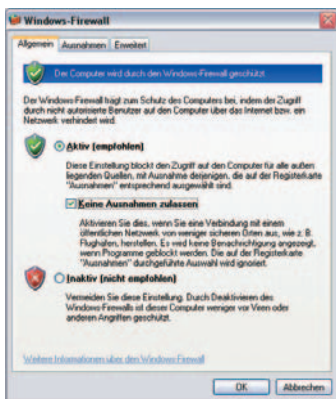 Windows-Firewall
Allgemein Ausnahmen Erweitert
Der Computer wird durch den Windows-Firewall geschützt
Der Windows-Firewall trägt zum Schutz des Computers bei, indem der Zugriff
durch nicht autorisierte Benutzer auf den Computer über das Internet bzw. ein
Netzwerk verhindert wird.
Aktiv (empfohlen)
Diese Einstellung blockt den Zugriff auf den Computer für alle außen
liegenden Quellen, mit Ausnahme derjenigen, die auf der Registerkarte
"Ausnahmen" entsprechend ausgewählt sind.
Keine Ausnahmen zulassen
Aktivieren Sie dies, wenn Sie eine Verbindung mit einem
öffentlichen Netzwerk von weniger sicheren Orten aus, wie z. B.
Flughäfen, herstellen. Es wird keine Benachrichtigung angezeigt,
wenn Programme geblockt werden. Die auf der Registerkarte
"Ausnahmen" durchgeführte Auswahl wird ignoriert.
Inaktiv (nicht empfohlen)
Vermeiden Sie diese Einstellung. Durch Deaktivieren des
Windows-Firewalls ist dieser Computer weniger vor Viren oder
anderen Angriffen geschützt.
Weitere Informationen über den Windows-Firewall
OK Abbrechen